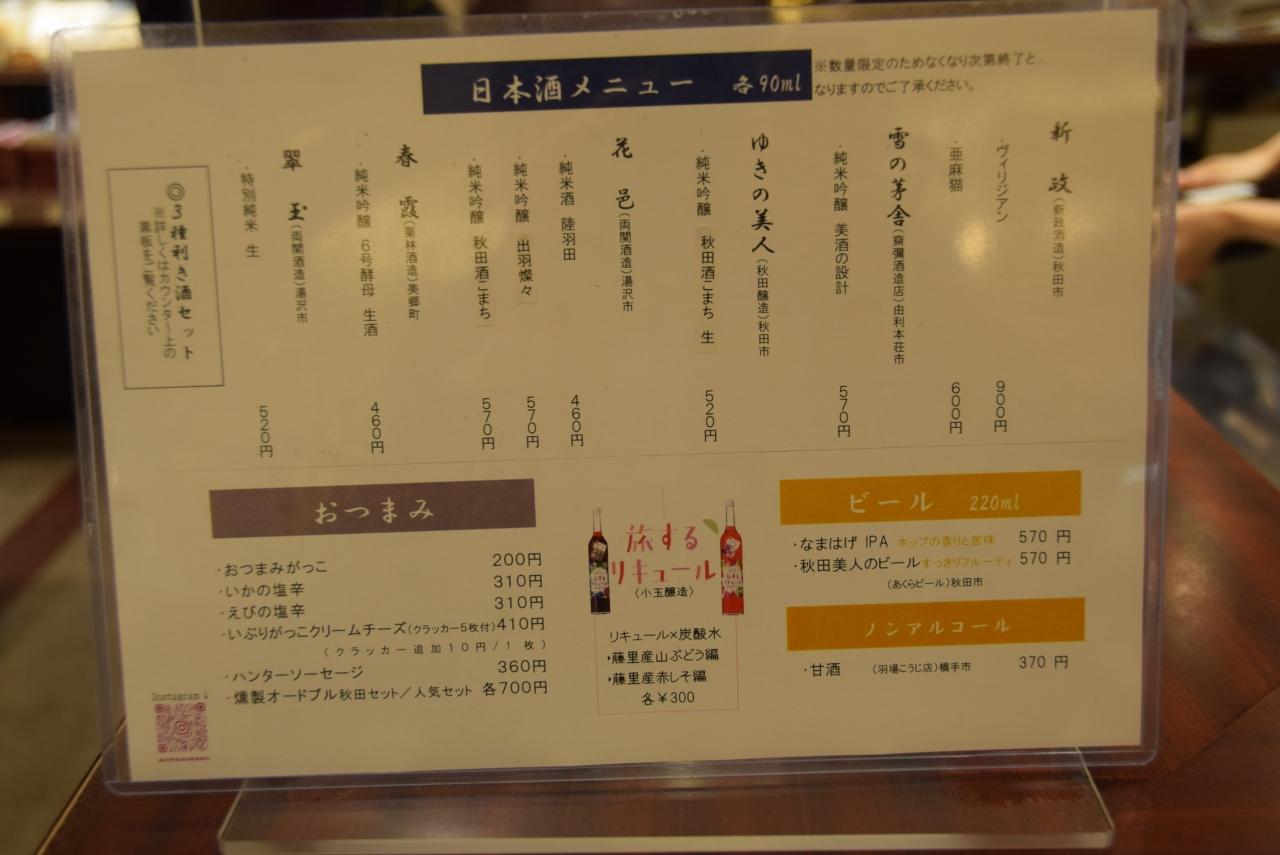 日本酒メニュー 各90ml
※数量限定のためなくなり次第終了と
なりますのでご了承ください。
新政(新政酒造)秋田市
・ヴィリジアン 900円
・亜麻猫 600円
雪の茅舎(齋彌酒造店)由利本荘市
・純米吟醸 美酒の設計 570円
ゆきの美人(秋田醸造)秋田市
・純米吟醸 秋田酒こまち 生 520円
花邑(両関酒造)湯沢市
・純米酒 陸羽田 460円
・純米吟醸 出羽燦々 570円
・純米吟醸 秋田酒こまち 570円
春霞(栗林酒造)美郷町
・純米吟醸 6号酵母 生酒 460円
翠玉(両関酒造)湯沢市
・特別純米 生 520円
◎3種利き酒セット
※詳しくはカウンター上の
黒板をご覧ください
おつまみ
・おつまみがっこ 200円
・いかの塩辛 310円
・えびの塩辛 310円
・いぶりがっこクリームチーズ(クラッカー5枚付)410円
(クラッカー追加10円/1枚)
・ハンターソーセージ 360円
・燻製オードブル秋田セット/人気セット 各700円
Instagram↓
旅する
リキュール
〈小玉醸造〉
リキュール×炭酸水
・藤里産山ぶどう編
・藤里産赤しそ編
各¥300
ビール 220ml
・なまはげ IPA ホップの香りと苦味 570円
・秋田美人のビールすっきりフルーティ 570円
(あくらビール)秋田市
ノンアルコール
・甘酒 (羽場こうじ店)横手市 370円